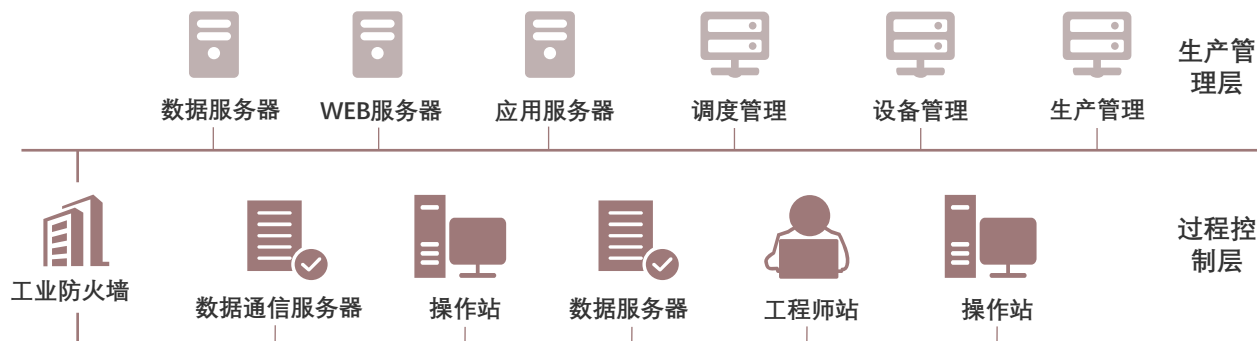 数据服务器
WEB服务器
应用服务器
调度管理
设备管理
生产管理
生产管
理层
工业防火墙
数据通信服务器
操作站
数据服务器
工程师站
操作站
过程控
制层